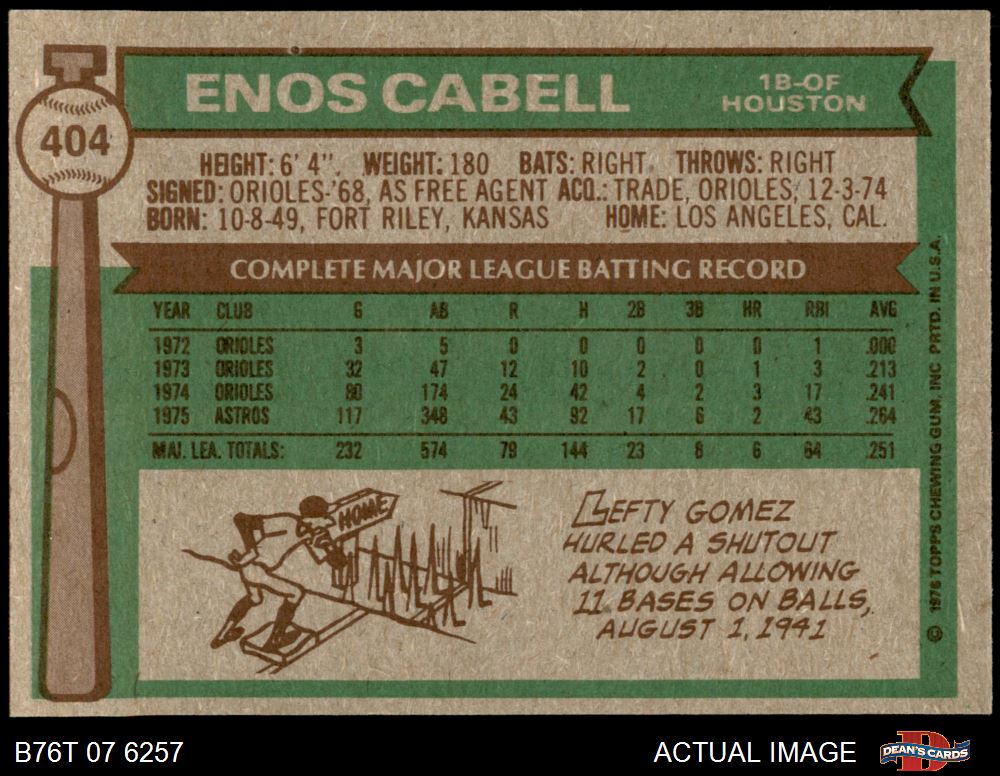 ENOS CABELL
1B-OF
HOUSTON
404
HEIGHT: 6' 4". WEIGHT: 180 BATS: RIGHT THROWS: RIGHT
SIGNED: ORIOLES-'68, AS FREE AGENT ACQ.: TRADE, ORIOLES, 12-3-74
BORN: 10-8-49, FORT RILEY, KANSAS HOME: LOS ANGELES, CAL.
COMPLETE MAJOR LEAGUE BATTING RECORD
YEAR CLUB G AB R H 2B 3B HR RBI AVG
1972 ORIOLES 3 5 0 0 0 0 0 1 .000
1973 ORIOLES 32 47 12 10 2 0 1 3 .213
1974 ORIOLES 80 174 24 42 4 2 3 17 .241
1975 ASTROS 117 348 43 92 17 6 2 43 .264
MAJ. LEA. TOTALS: 232 574 79 144 23 8 6 64 .251
HOME
LEFTY GOMEZ
HURLED A SHUTOUT
ALTHOUGH ALLOWING
11 BASES ON BALLS,
AUGUST 1, 1941
© 1976 TOPPS CHEWING GUM, INC. PRTD. IN U.S.A.
B76T 07 6257
ACTUAL IMAGE
DEAN'S CARDS